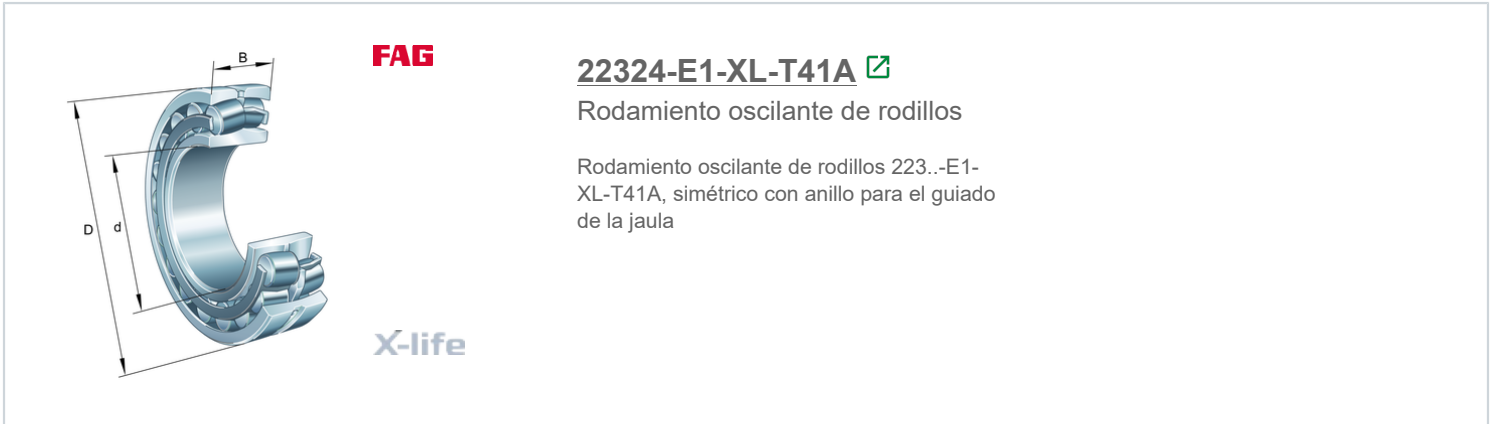 B
FAG
22324-E1-XL-T41A
Rodamiento oscilante de rodillos
Rodamiento oscilante de rodillos 223..-E1-
XL-T41A, simétrico con anillo para el guiado
de la jaula
D
d
X-life